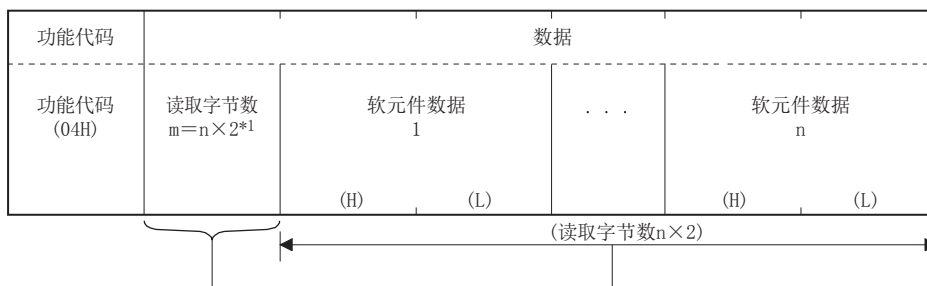 功能代码 数据
功能代码 读取字节数 软元件数据 . . . 软元件数据
(04H) m=n×2*1 1 n
(H) (L) (H) (L)
(读取字节数n×2)